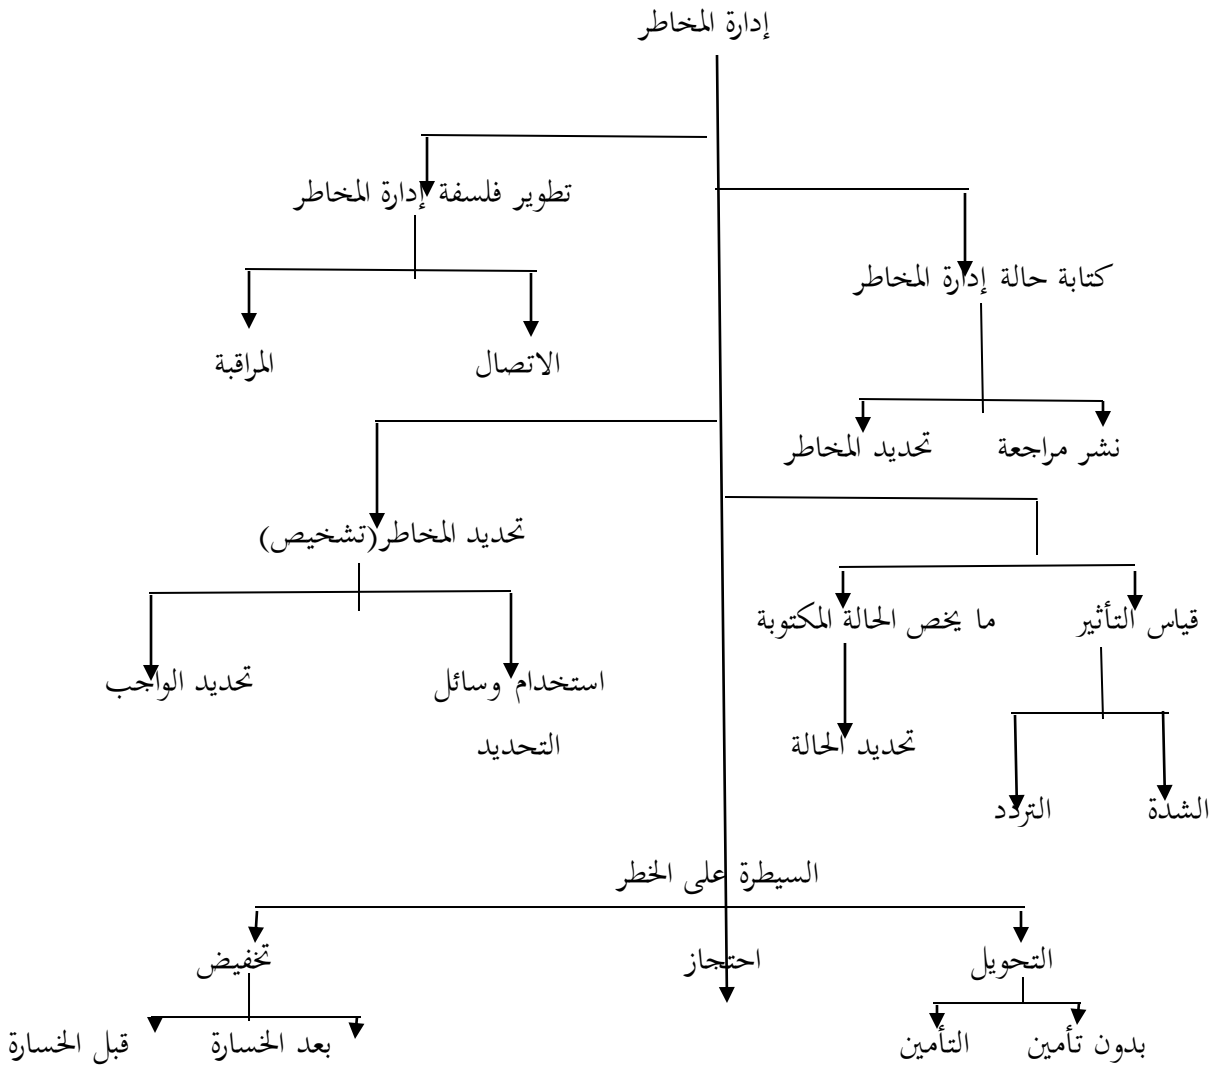 إدارة المخاطر
تطوير فلسفة إدارة المخاطر
كتابة حالة إدارة المخاطر
الاتصال
المراقبة
نشر مراجعة
تحديد المخاطر
تحديد المخاطر(تشخيص)
قياس التأثير
ما يخص الحالة المكتوبة
استخدام وسائل
التحديد
تحديد الواجب
تحديد الحالة
الشدة
التردد
السيطرة على الخطر
التحويل
احتجاز
تخفيض
بدون تأمين
التأمين
بعد الخسارة
قبل الخسارة